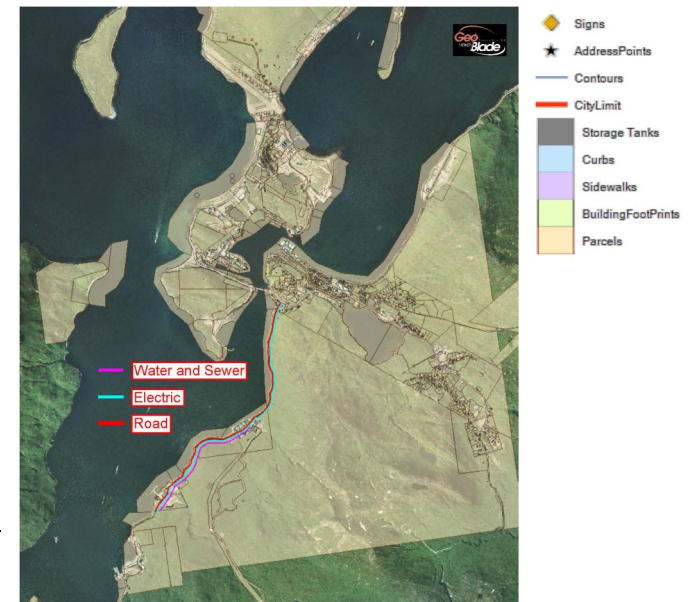 Geo
Blade
Signs
AddressPoints
Contours
CityLimit
Storage Tanks
Curbs
Sidewalks
BuildingFootPrints
Parcels
Water and Sewer
Electric
Road